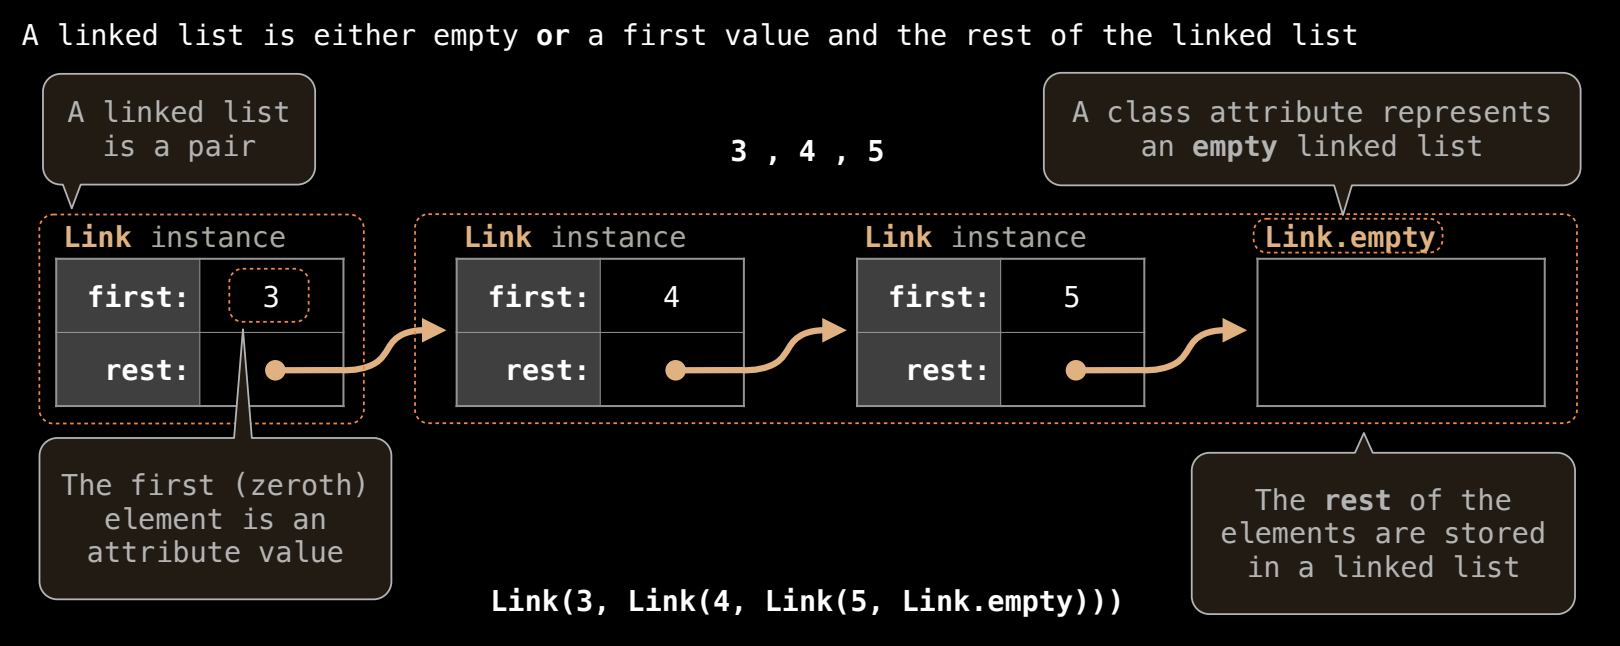 A linked list is either empty or a first value and the rest of the linked list
A linked list
is a pair
3 , 4 , 5
A class attribute represents
an empty linked list
Link instance
first: 3
rest:
Link instance
first: 4
rest:
Link instance
first: 5
rest:
Link.empty
The first (zeroth)
element is an
attribute value
The rest of the
elements are stored
in a linked list
Link(3, Link(4, Link(5, Link.empty)))